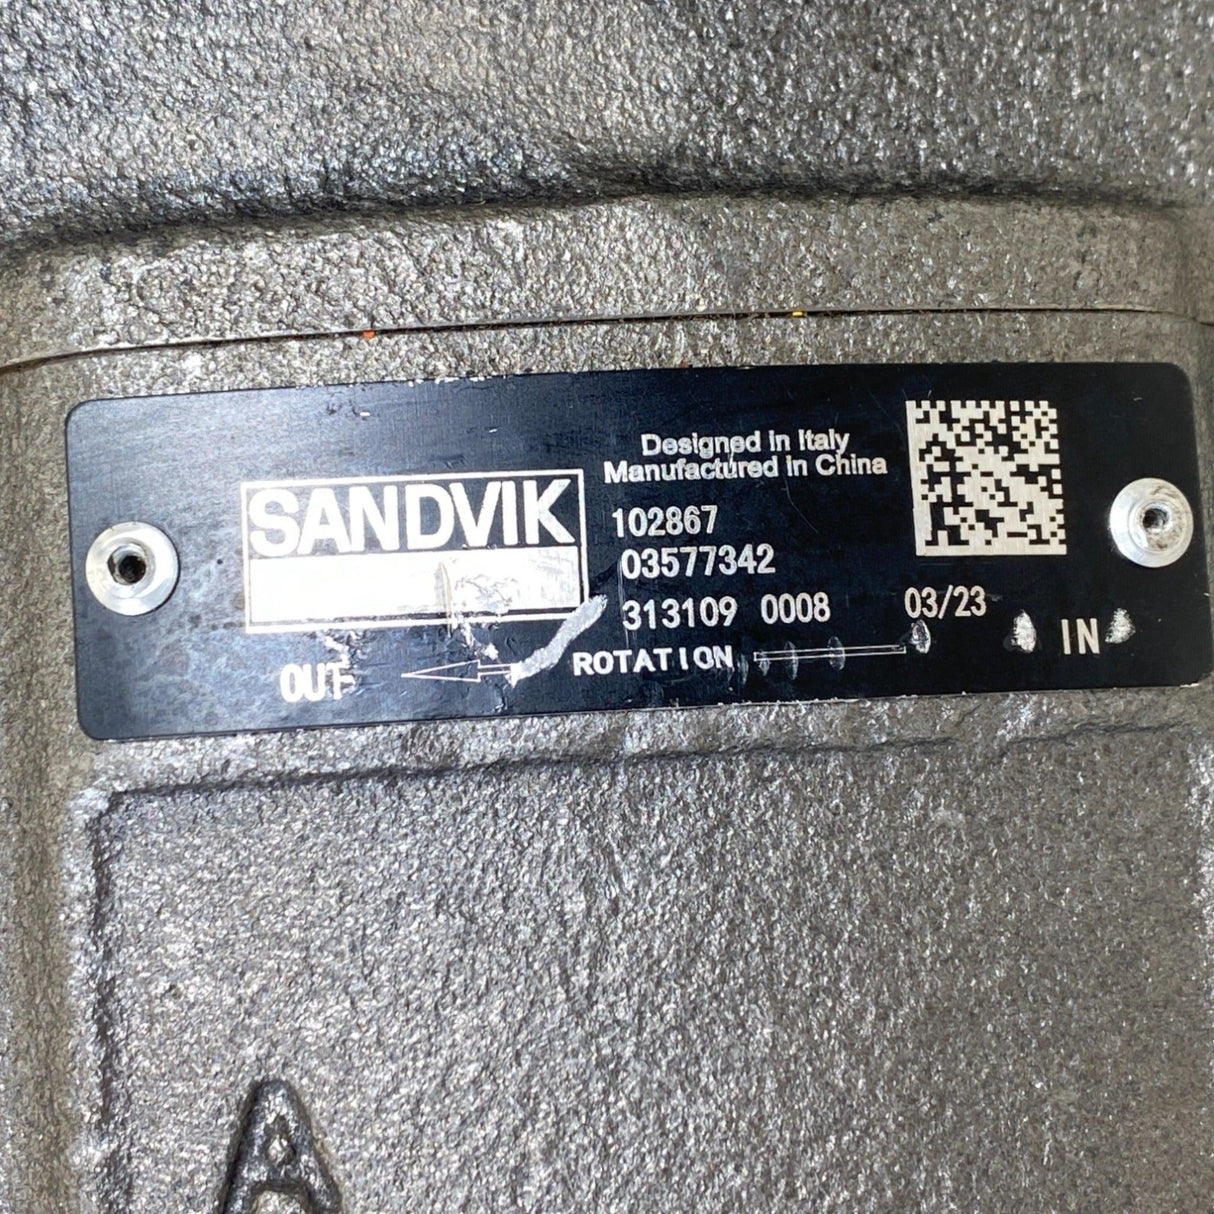 Designed in Italy
Manufactured in China
SANDVIK
102867
03577342
313109 0008 03/23
OUT ROTATION IN
A